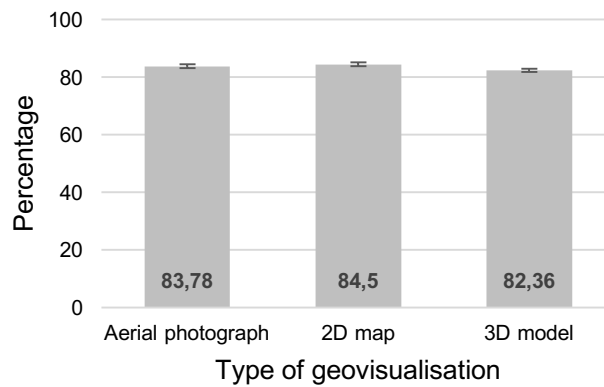 100
80
60
40
20
0
Percentage
83,78
84,5
82,36
Aerial photograph
2D map
3D model
Type of geovisualisation